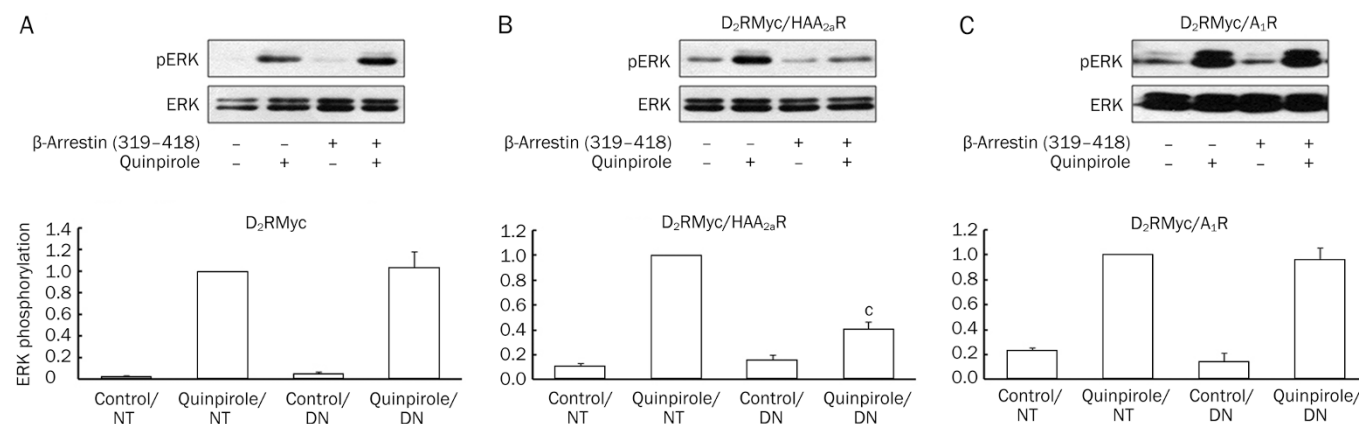 A
pERK
ERK
β-Arrestin (319–418) – – + +
Quinpirole – + – +
D₂RMyc
ERK phosphorylation
1.4
1.2
1.0
0.8
0.6
0.4
0.2
0
Control/
NT
Quinpirole/
NT
Control/
DN
Quinpirole/
DN
B
D₂RMyc/HAA₂ₐR
pERK
ERK
β-Arrestin (319–418) – – + +
Quinpirole – + – +
D₂RMyc/HAA₂ₐR
1.2
1.0
0.8
0.6
0.4
0.2
0.0
c
Control/
NT
Quinpirole/
NT
Control/
DN
Quinpirole/
DN
C
D₂RMyc/A₁R
pERK
ERK
β-Arrestin (319–418) – – + +
Quinpirole – + – +
D₂RMyc/A₁R
1.2
1.0
0.8
0.6
0.4
0.2
0.0
Control/
NT
Quinpirole/
NT
Control/
DN
Quinpirole/
DN